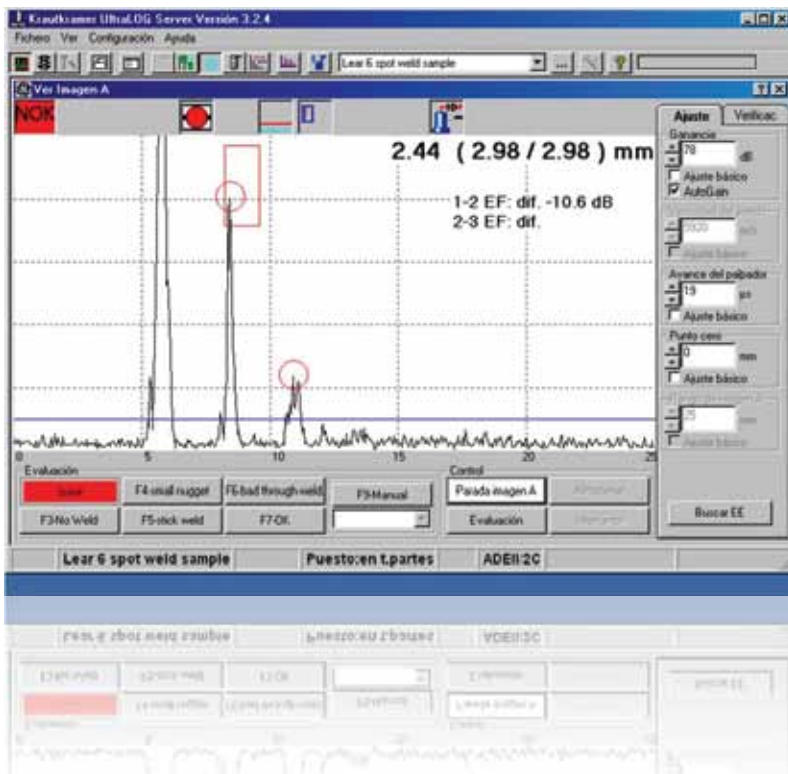 Krautkramer UltraLOG Server Versión 3.2.4
Fichero Ver Configuración Ayuda
Lear 6 spot weld sample
Ver Imagen A
NOK
Ajuste Verificac.
2.44 ( 2.98 / 2.98 ) mm
1-2 EF: dif. -10.6 dB
2-3 EF: dif.
Ganancia
78 dB
Ajuste básico
AutoGain
5920 m/s
Ajuste básico
Avance del palpador
19 µs
Ajuste básico
Punto cero
0 mm
Ajuste básico
25 mm
Ajuste básico
Buscar EE
0 5 10 15 20 25
Evaluación
F4-small nugget
F6-bad through weld
F9-Manual
F3-No Weld
F5-stick weld
F7-OK
Control
Parada imagen A
Evaluación
Lear 6 spot weld sample
Puesto:en t.partes
ADEII:2C